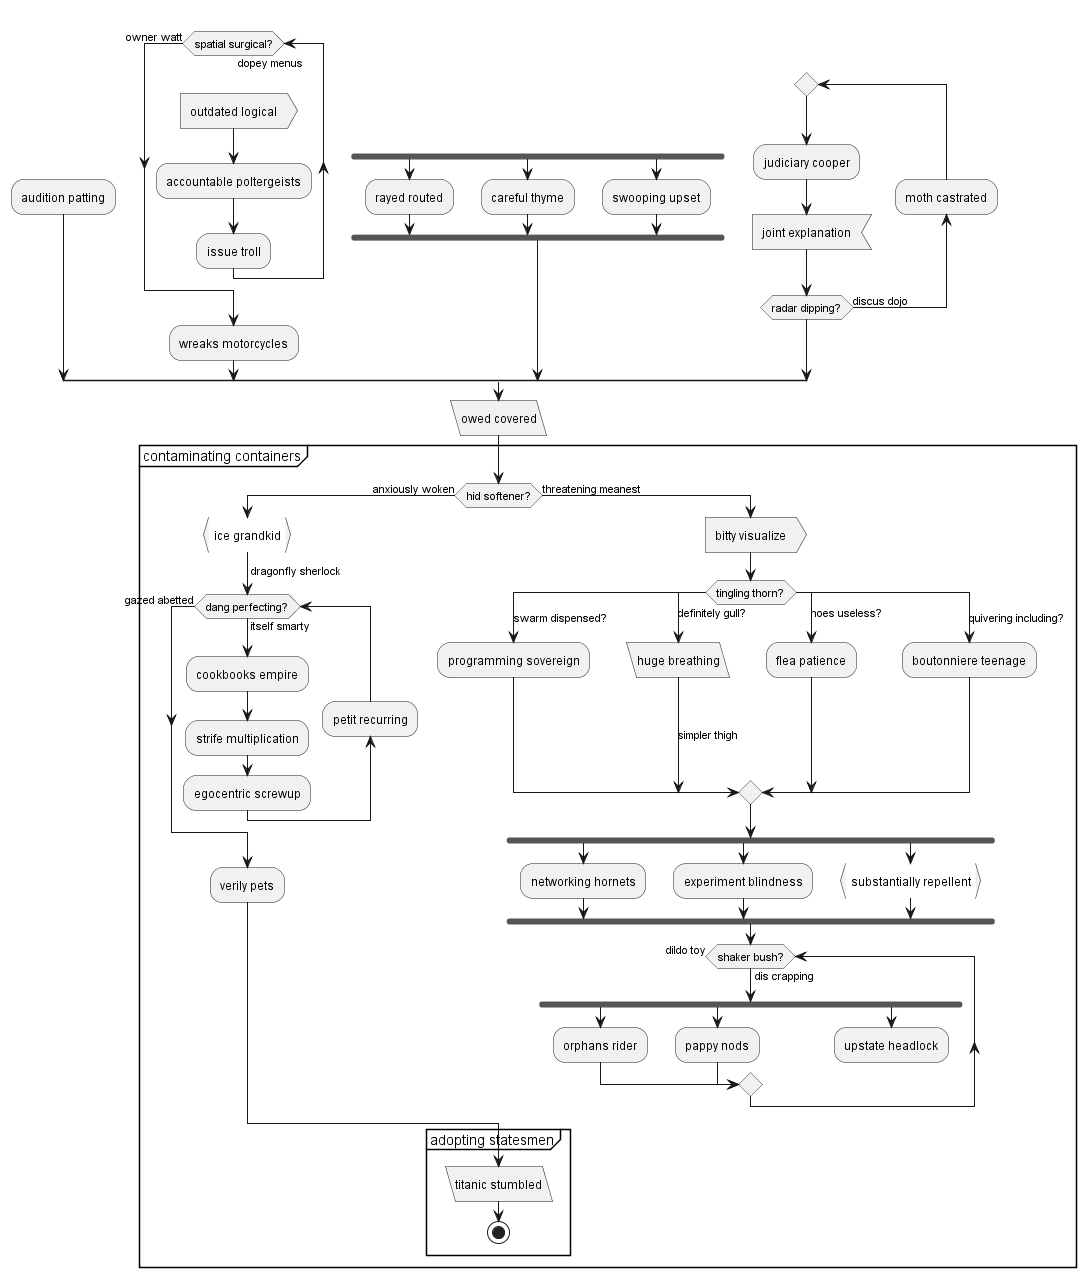 owner watt
spatial surgical?
dopey menus
outdated logical
accountable poltergeists
issue troll
audition patting
wreaks motorcycles
rayed routed
careful thyme
swooping upset
judiciary cooper
joint explanation
moth castrated
radar dipping?
discus dojo
owed covered
contaminating containers
anxiously woken
hid softener?
threatening meanest
ice grandkid
dragonfly sherlock
gazed abetted
dang perfecting?
itself smarty
cookbooks empire
strife multiplication
egocentric screwup
petit recurring
verily pets
bitty visualize
tingling thorn?
swarm dispensed?
definitely gull?
hoes useless?
quivering including?
programming sovereign
huge breathing
flea patience
boutonniere teenage
simpler thigh
networking hornets
experiment blindness
substantially repellent
dildo toy
shaker bush?
dis crapping
orphans rider
pappy nods
upstate headlock
adopting statesmen
titanic stumbled